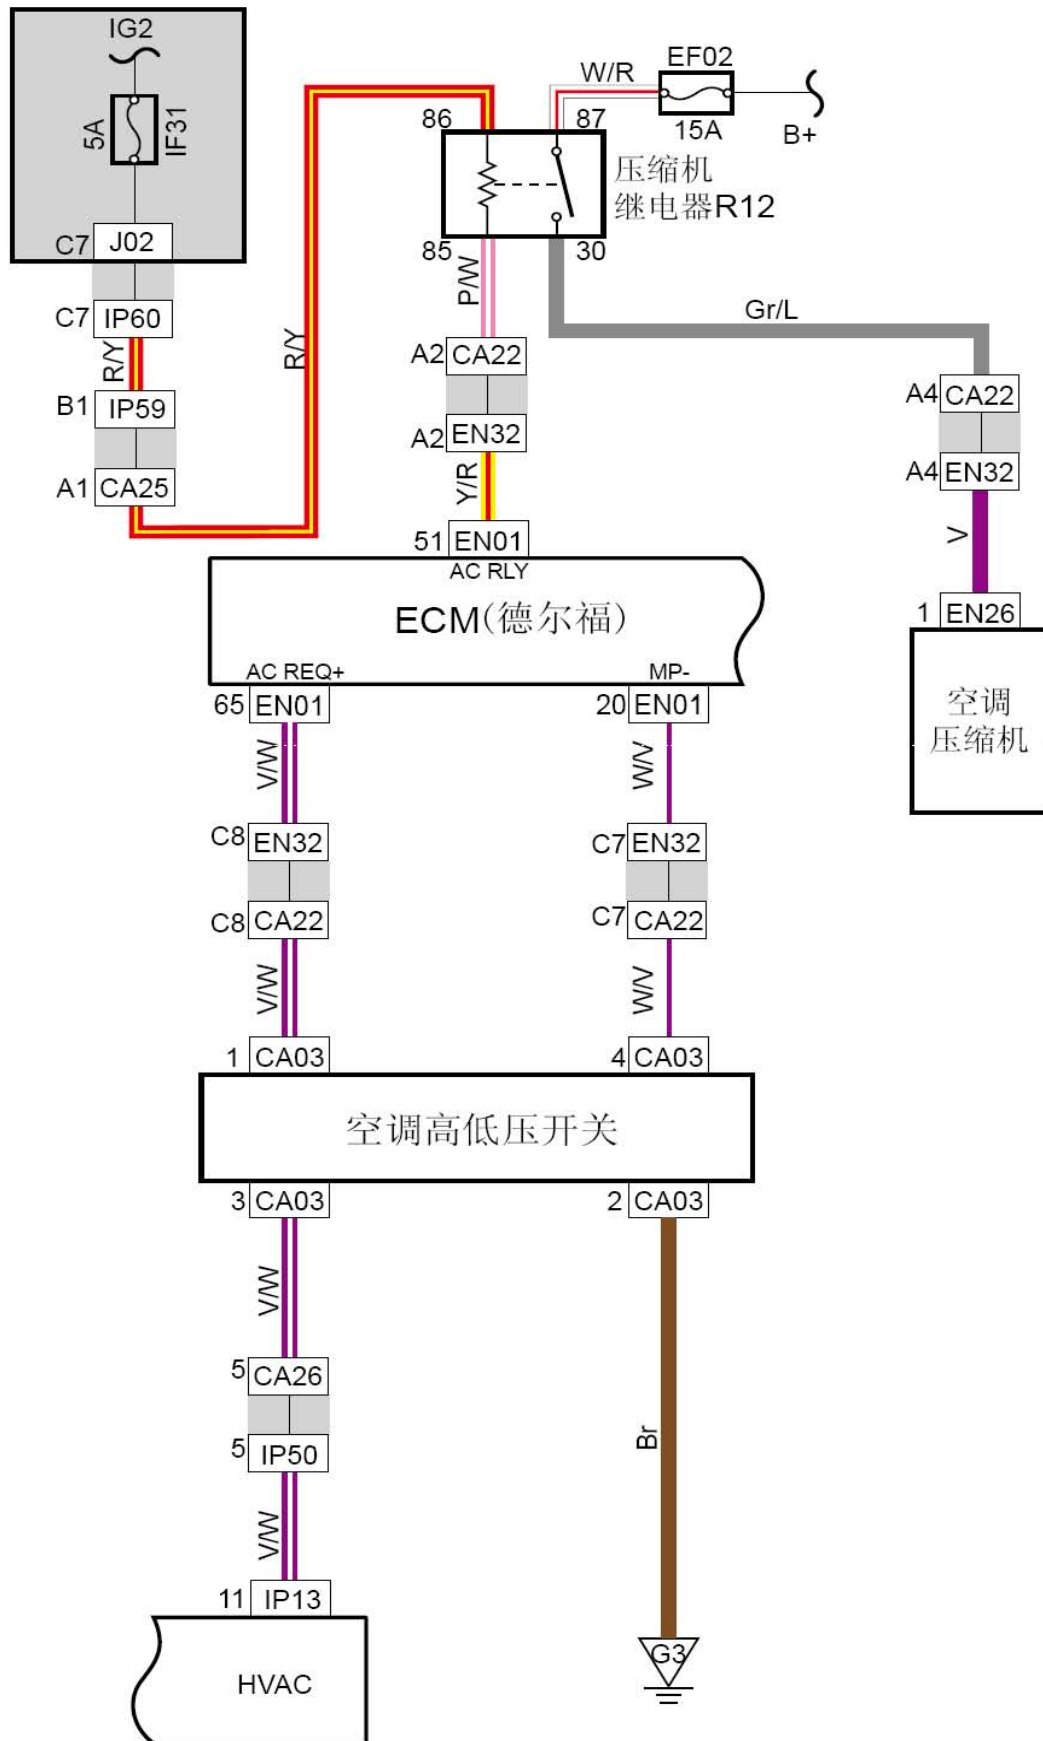 IG2
5A
IF31
C7 J02
C7 IP60
R/Y
B1 IP59
A1 CA25
R/Y
W/R
EF02
15A
B+
86
87
压缩机
继电器R12
85
30
P/W
Gr/L
A2 CA22
A2 EN32
Y/R
A4 CA22
A4 EN32
V
51 EN01
AC RLY
ECM(德尔福)
1 EN26
空调
压缩机
AC REQ+
MP-
65 EN01
20 EN01
V/W
W/V
C8 EN32
C7 EN32
C8 CA22
C7 CA22
V/W
W/V
1 CA03
4 CA03
空调高低压开关
3 CA03
2 CA03
V/W
5 CA26
5 IP50
Br
V/W
11 IP13
HVAC
G3